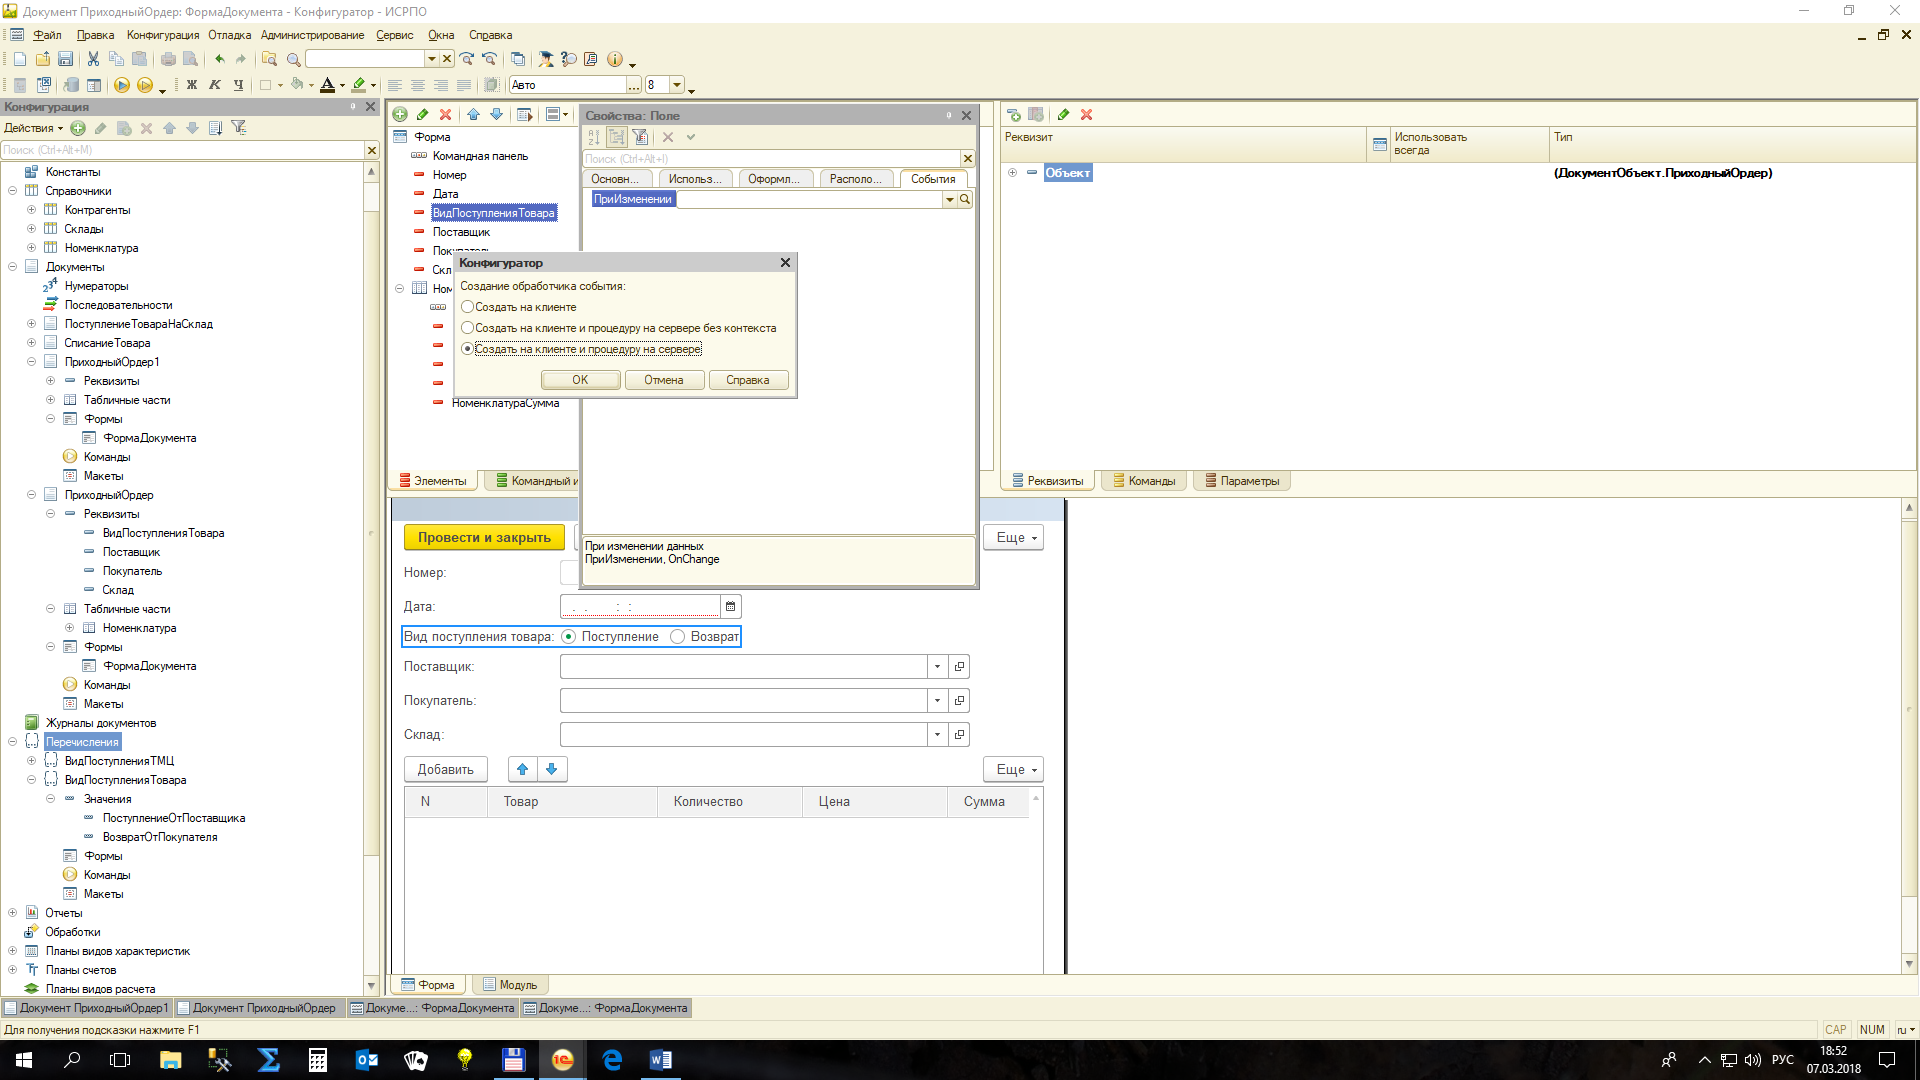 Документ ПриходныйОрдер: ФормаДокумента - Конфигуратор - ИСРПО
Файл Правка Конфигурация Отладка Администрирование Сервис Окна Справка
Ж К Ч А Авто ... 8
Конфигурация
Действия
Поиск (Ctrl+Alt+M)
Константы
Справочники
Контрагенты
Склады
Номенклатура
Документы
Нумераторы
Последовательности
ПоступлениеТовараНаСклад
СписаниеТовара
ПриходныйОрдер1
Реквизиты
Табличные части
Формы
ФормаДокумента
Команды
Макеты
ПриходныйОрдер
Реквизиты
ВидПоступленияТовара
Поставщик
Покупатель
Склад
Табличные части
Номенклатура
Формы
ФормаДокумента
Команды
Макеты
Журналы документов
Перечисления
ВидПоступленияТМЦ
ВидПоступленияТовара
Значения
ПоступлениеОтПоставщика
ВозвратОтПокупателя
Формы
Команды
Макеты
Отчеты
Обработки
Планы видов характеристик
Планы счетов
Планы видов расчета
Форма
Командная панель
Номер
Дата
ВидПоступленияТовара
Поставщик
НоменклатураСумма
Элементы
Командный и
Свойства: Поле
Поиск (Ctrl+Alt+I)
Основн... Использ... Оформл... Располо... События
ПриИзменении
Конфигуратор
Создание обработчика события:
Создать на клиенте
Создать на клиенте и процедуру на сервере без контекста
Создать на клиенте и процедуру на сервере
OK Отмена Справка
При изменении данных
ПриИзменении, OnChange
Реквизит Использовать всегда Тип
Объект (ДокументОбъект.ПриходныйОрдер)
Реквизиты Команды Параметры
Провести и закрыть Еще
Номер:
Дата: . . : :
Вид поступления товара: Поступление Возврат
Поставщик:
Покупатель:
Склад:
Добавить Еще
N Товар Количество Цена Сумма
Форма Модуль
Документ ПриходныйОрдер1 Документ ПриходныйОрдер Докуме...: ФормаДокумента Докуме...: ФормаДокумента
Для получения подсказки нажмите F1 CAP NUM ru
РУС 18:52
07.03.2018